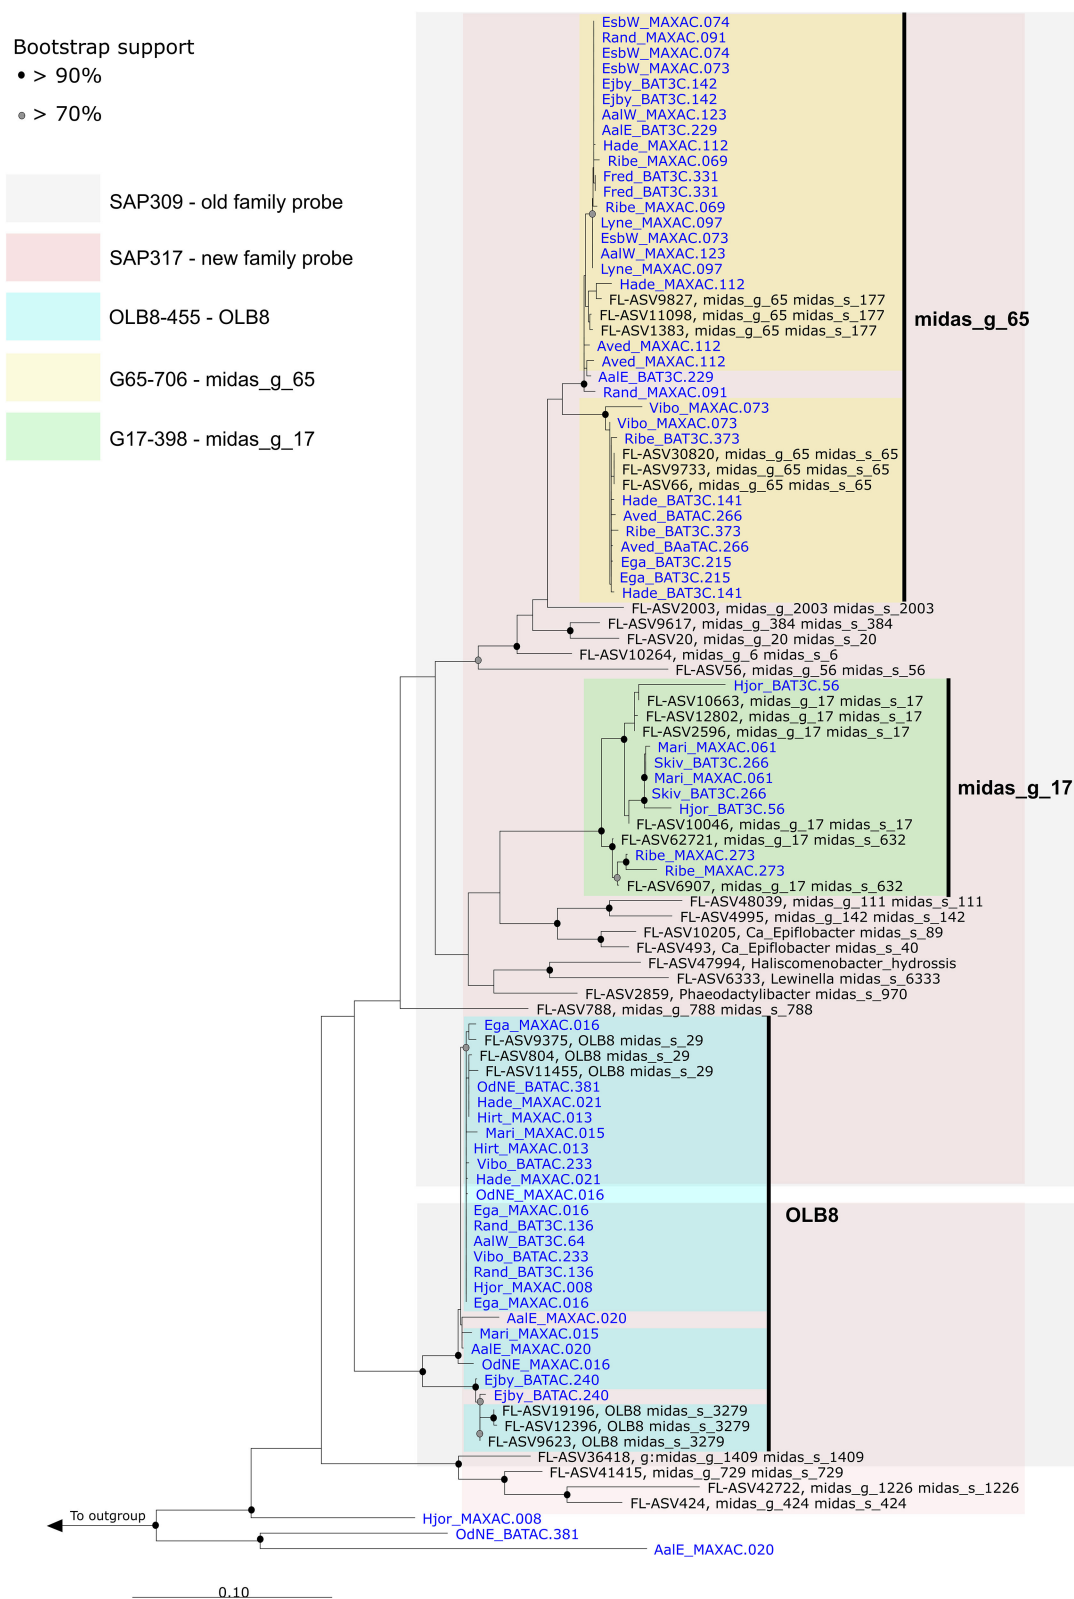 Bootstrap support
> 90%
> 70%
SAP309 - old family probe
SAP317 - new family probe
OLB8-455 - OLB8
G65-706 - midas_g_65
G17-398 - midas_g_17
EsbW_MAXAC.074
Rand_MAXAC.091
EsbW_MAXAC.074
EsbW_MAXAC.073
Ejby_BAT3C.142
Ejby_BAT3C.142
AalW_MAXAC.123
AalE_BAT3C.229
Hade_MAXAC.112
Ribe_MAXAC.069
Fred_BAT3C.331
Fred_BAT3C.331
Ribe_MAXAC.069
Lyne_MAXAC.097
EsbW_MAXAC.073
AalW_MAXAC.123
Lyne_MAXAC.097
Hade_MAXAC.112
FL-ASV9827, midas_g_65 midas_s_177
FL-ASV11098, midas_g_65 midas_s_177
midas_g_65
FL-ASV1383, midas_g_65 midas_s_177
Aved_MAXAC.112
Aved_MAXAC.112
AalE_BAT3C.229
Rand_MAXAC.091
Vibo_MAXAC.073
Vibo_MAXAC.073
Ribe_BAT3C.373
FL-ASV30820, midas_g_65 midas_s_65
FL-ASV9733, midas_g_65 midas_s_65
FL-ASV66, midas_g_65 midas_s_65
Hade_BAT3C.141
Aved_BATAC.266
Ribe_BAT3C.373
Aved_BAaTAC.266
Ega_BAT3C.215
Ega_BAT3C.215
Hade_BAT3C.141
FL-ASV2003, midas_g_2003 midas_s_2003
FL-ASV9617, midas_g_384 midas_s_384
FL-ASV20, midas_g_20 midas_s_20
FL-ASV10264, midas_g_6 midas_s_6
FL-ASV56, midas_g_56 midas_s_56
Hjor_BAT3C.56
FL-ASV10663, midas_g_17 midas_s_17
FL-ASV12802, midas_g_17 midas_s_17
FL-ASV2596, midas_g_17 midas_s_17
Mari_MAXAC.061
Skiv_BAT3C.266
Mari_MAXAC.061
midas_g_17
Skiv_BAT3C.266
Hjor_BAT3C.56
FL-ASV10046, midas_g_17 midas_s_17
FL-ASV62721, midas_g_17 midas_s_632
Ribe_MAXAC.273
Ribe_MAXAC.273
FL-ASV6907, midas_g_17 midas_s_632
FL-ASV48039, midas_g_111 midas_s_111
FL-ASV4995, midas_g_142 midas_s_142
FL-ASV10205, Ca_Epiflobacter midas_s_89
FL-ASV493, Ca_Epiflobacter midas_s_40
FL-ASV47994, Haliscomenobacter_hydrossis
FL-ASV6333, Lewinella midas_s_6333
FL-ASV2859, Phaeodactylibacter midas_s_970
FL-ASV788, midas_g_788 midas_s_788
Ega_MAXAC.016
FL-ASV9375, OLB8 midas_s_29
FL-ASV804, OLB8 midas_s_29
FL-ASV11455, OLB8 midas_s_29
OdNE_BATAC.381
Hade_MAXAC.021
Hirt_MAXAC.013
Mari_MAXAC.015
Hirt_MAXAC.013
Vibo_BATAC.233
Hade_MAXAC.021
OdNE_MAXAC.016
Ega_MAXAC.016
OLB8
Rand_BAT3C.136
AalW_BAT3C.64
Vibo_BATAC.233
Rand_BAT3C.136
Hjor_MAXAC.008
Ega_MAXAC.016
AalE_MAXAC.020
Mari_MAXAC.015
AalE_MAXAC.020
OdNE_MAXAC.016
Ejby_BATAC.240
Ejby_BATAC.240
FL-ASV19196, OLB8 midas_s_3279
FL-ASV12396, OLB8 midas_s_3279
FL-ASV9623, OLB8 midas_s_3279
FL-ASV36418, g:midas_g_1409 midas_s_1409
FL-ASV41415, midas_g_729 midas_s_729
FL-ASV42722, midas_g_1226 midas_s_1226
FL-ASV424, midas_g_424 midas_s_424
To outgroup
Hjor_MAXAC.008
OdNE_BATAC.381
AalE_MAXAC.020
0.10